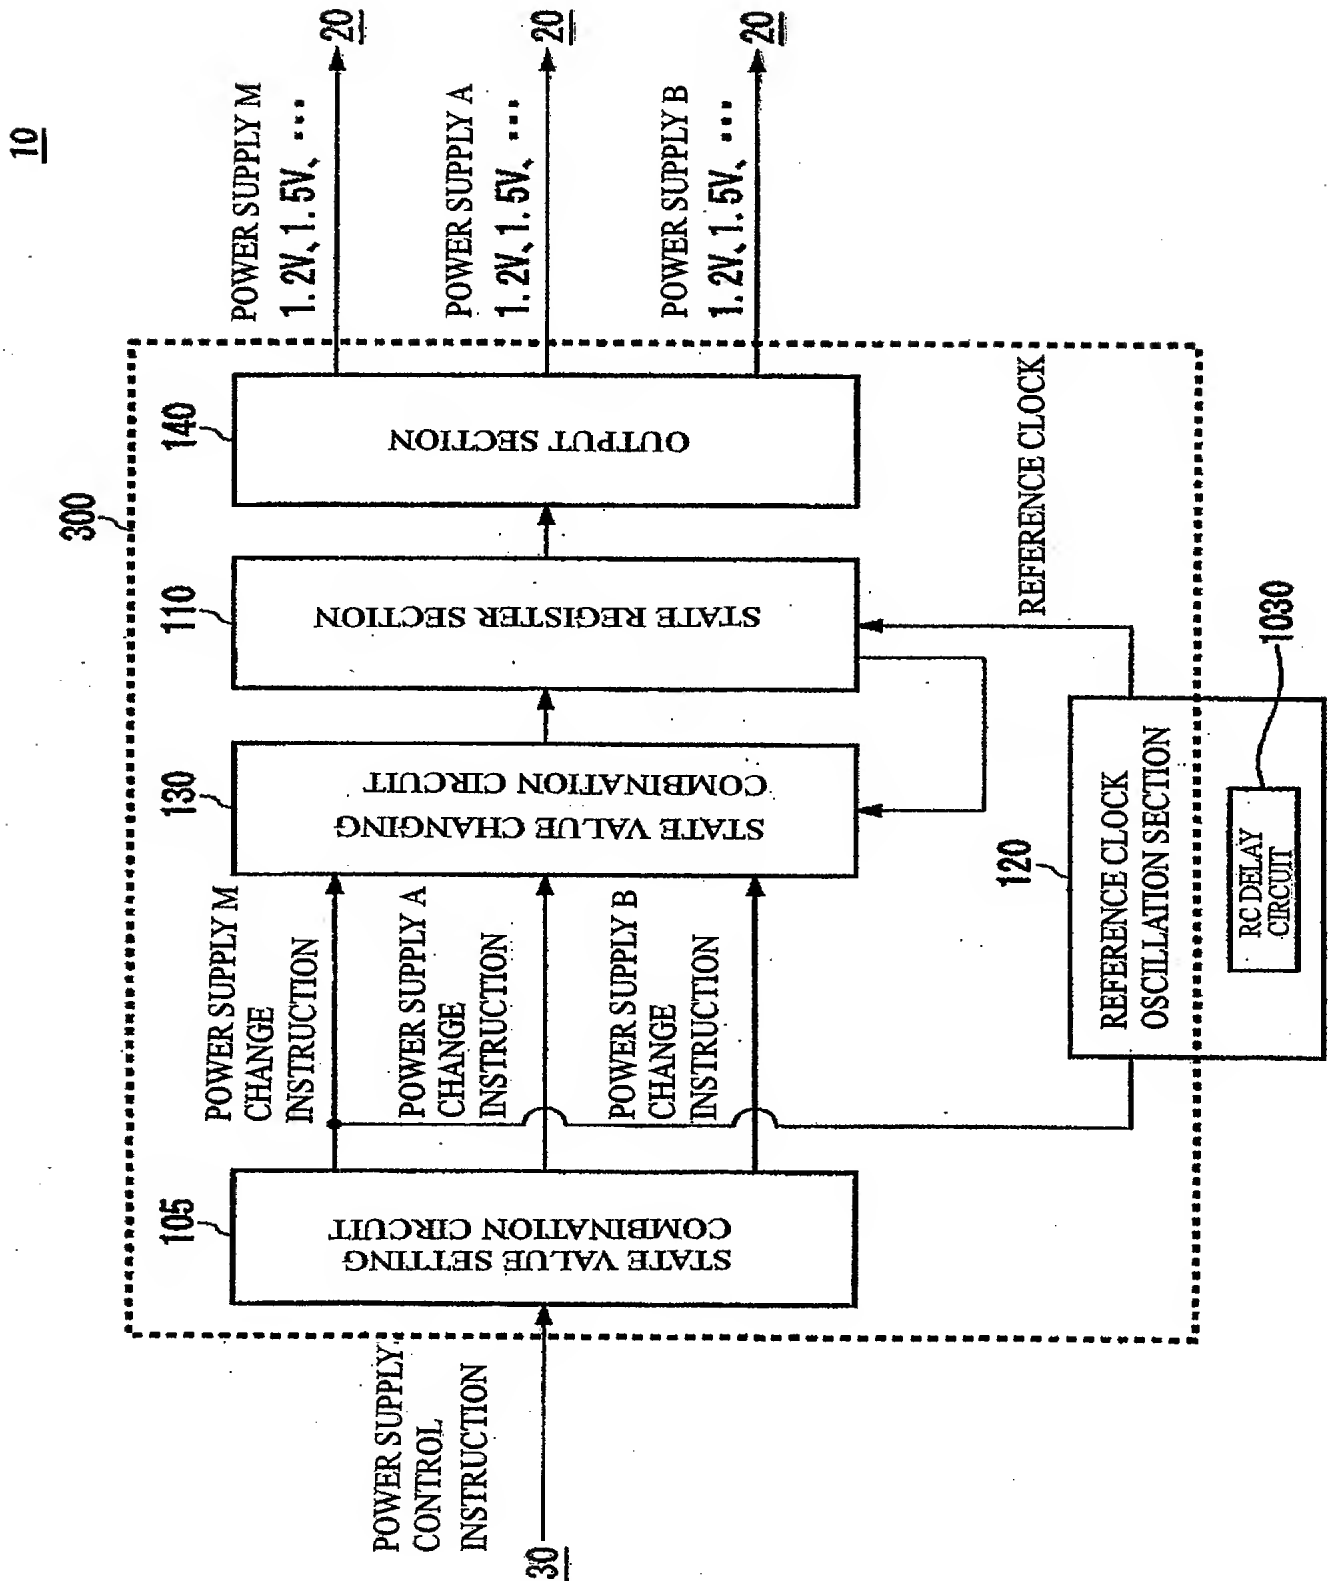 10
300
30
POWER SUPPLY
CONTROL
INSTRUCTION
105
STATE VALUE SETTING
COMBINATION CIRCUIT
POWER SUPPLY M
CHANGE
INSTRUCTION
POWER SUPPLY A
CHANGE
INSTRUCTION
POWER SUPPLY B
CHANGE
INSTRUCTION
130
STATE VALUE CHANGING
COMBINATION CIRCUIT
110
STATE REGISTER SECTION
140
OUTPUT SECTION
POWER SUPPLY M
1.2V、1.5V、...
20
POWER SUPPLY A
1.2V、1.5V、...
20
POWER SUPPLY B
1.2V、1.5V、...
20
120
REFERENCE CLOCK
OSCILLATION SECTION
RC DELAY
CIRCUIT
1030
REFERENCE CLOCK